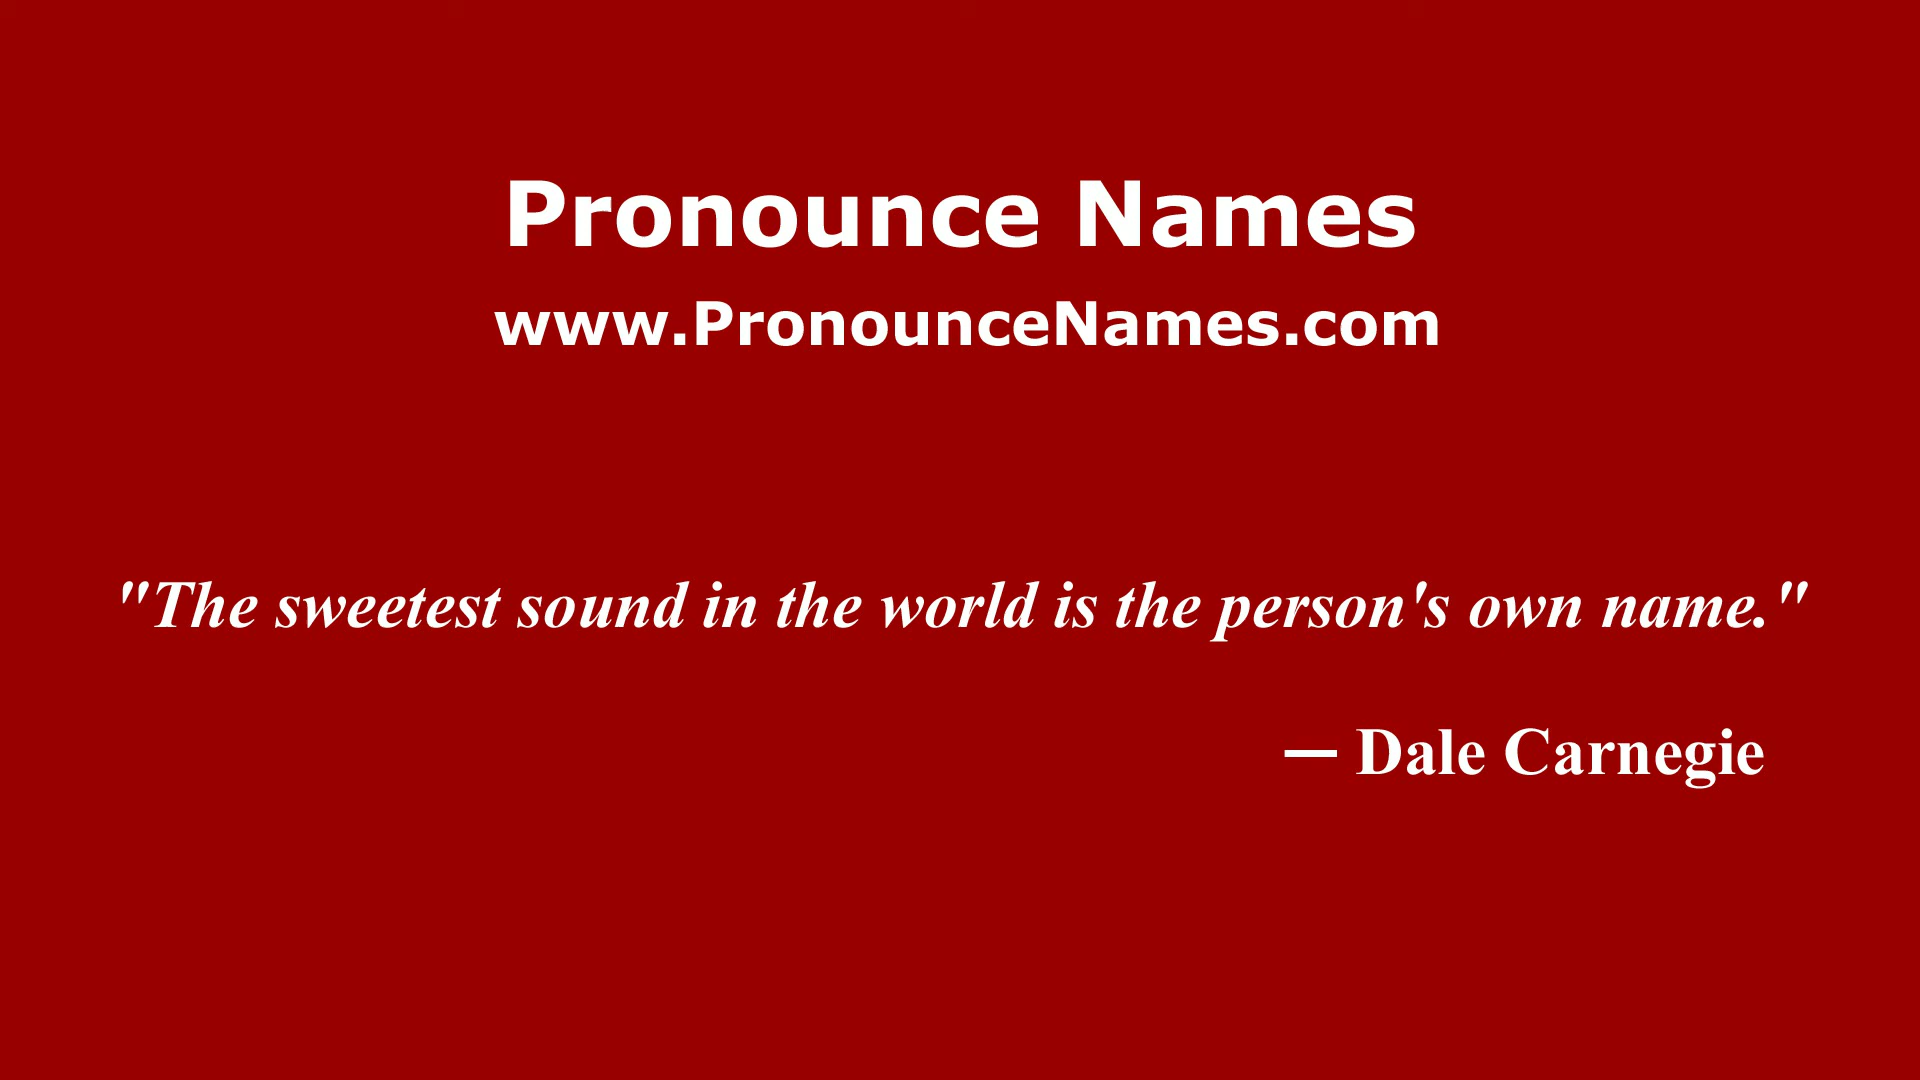 Pronounce Names
www.PronounceNames.com
"The sweetest sound in the world is the person's own name."
— Dale Carnegie